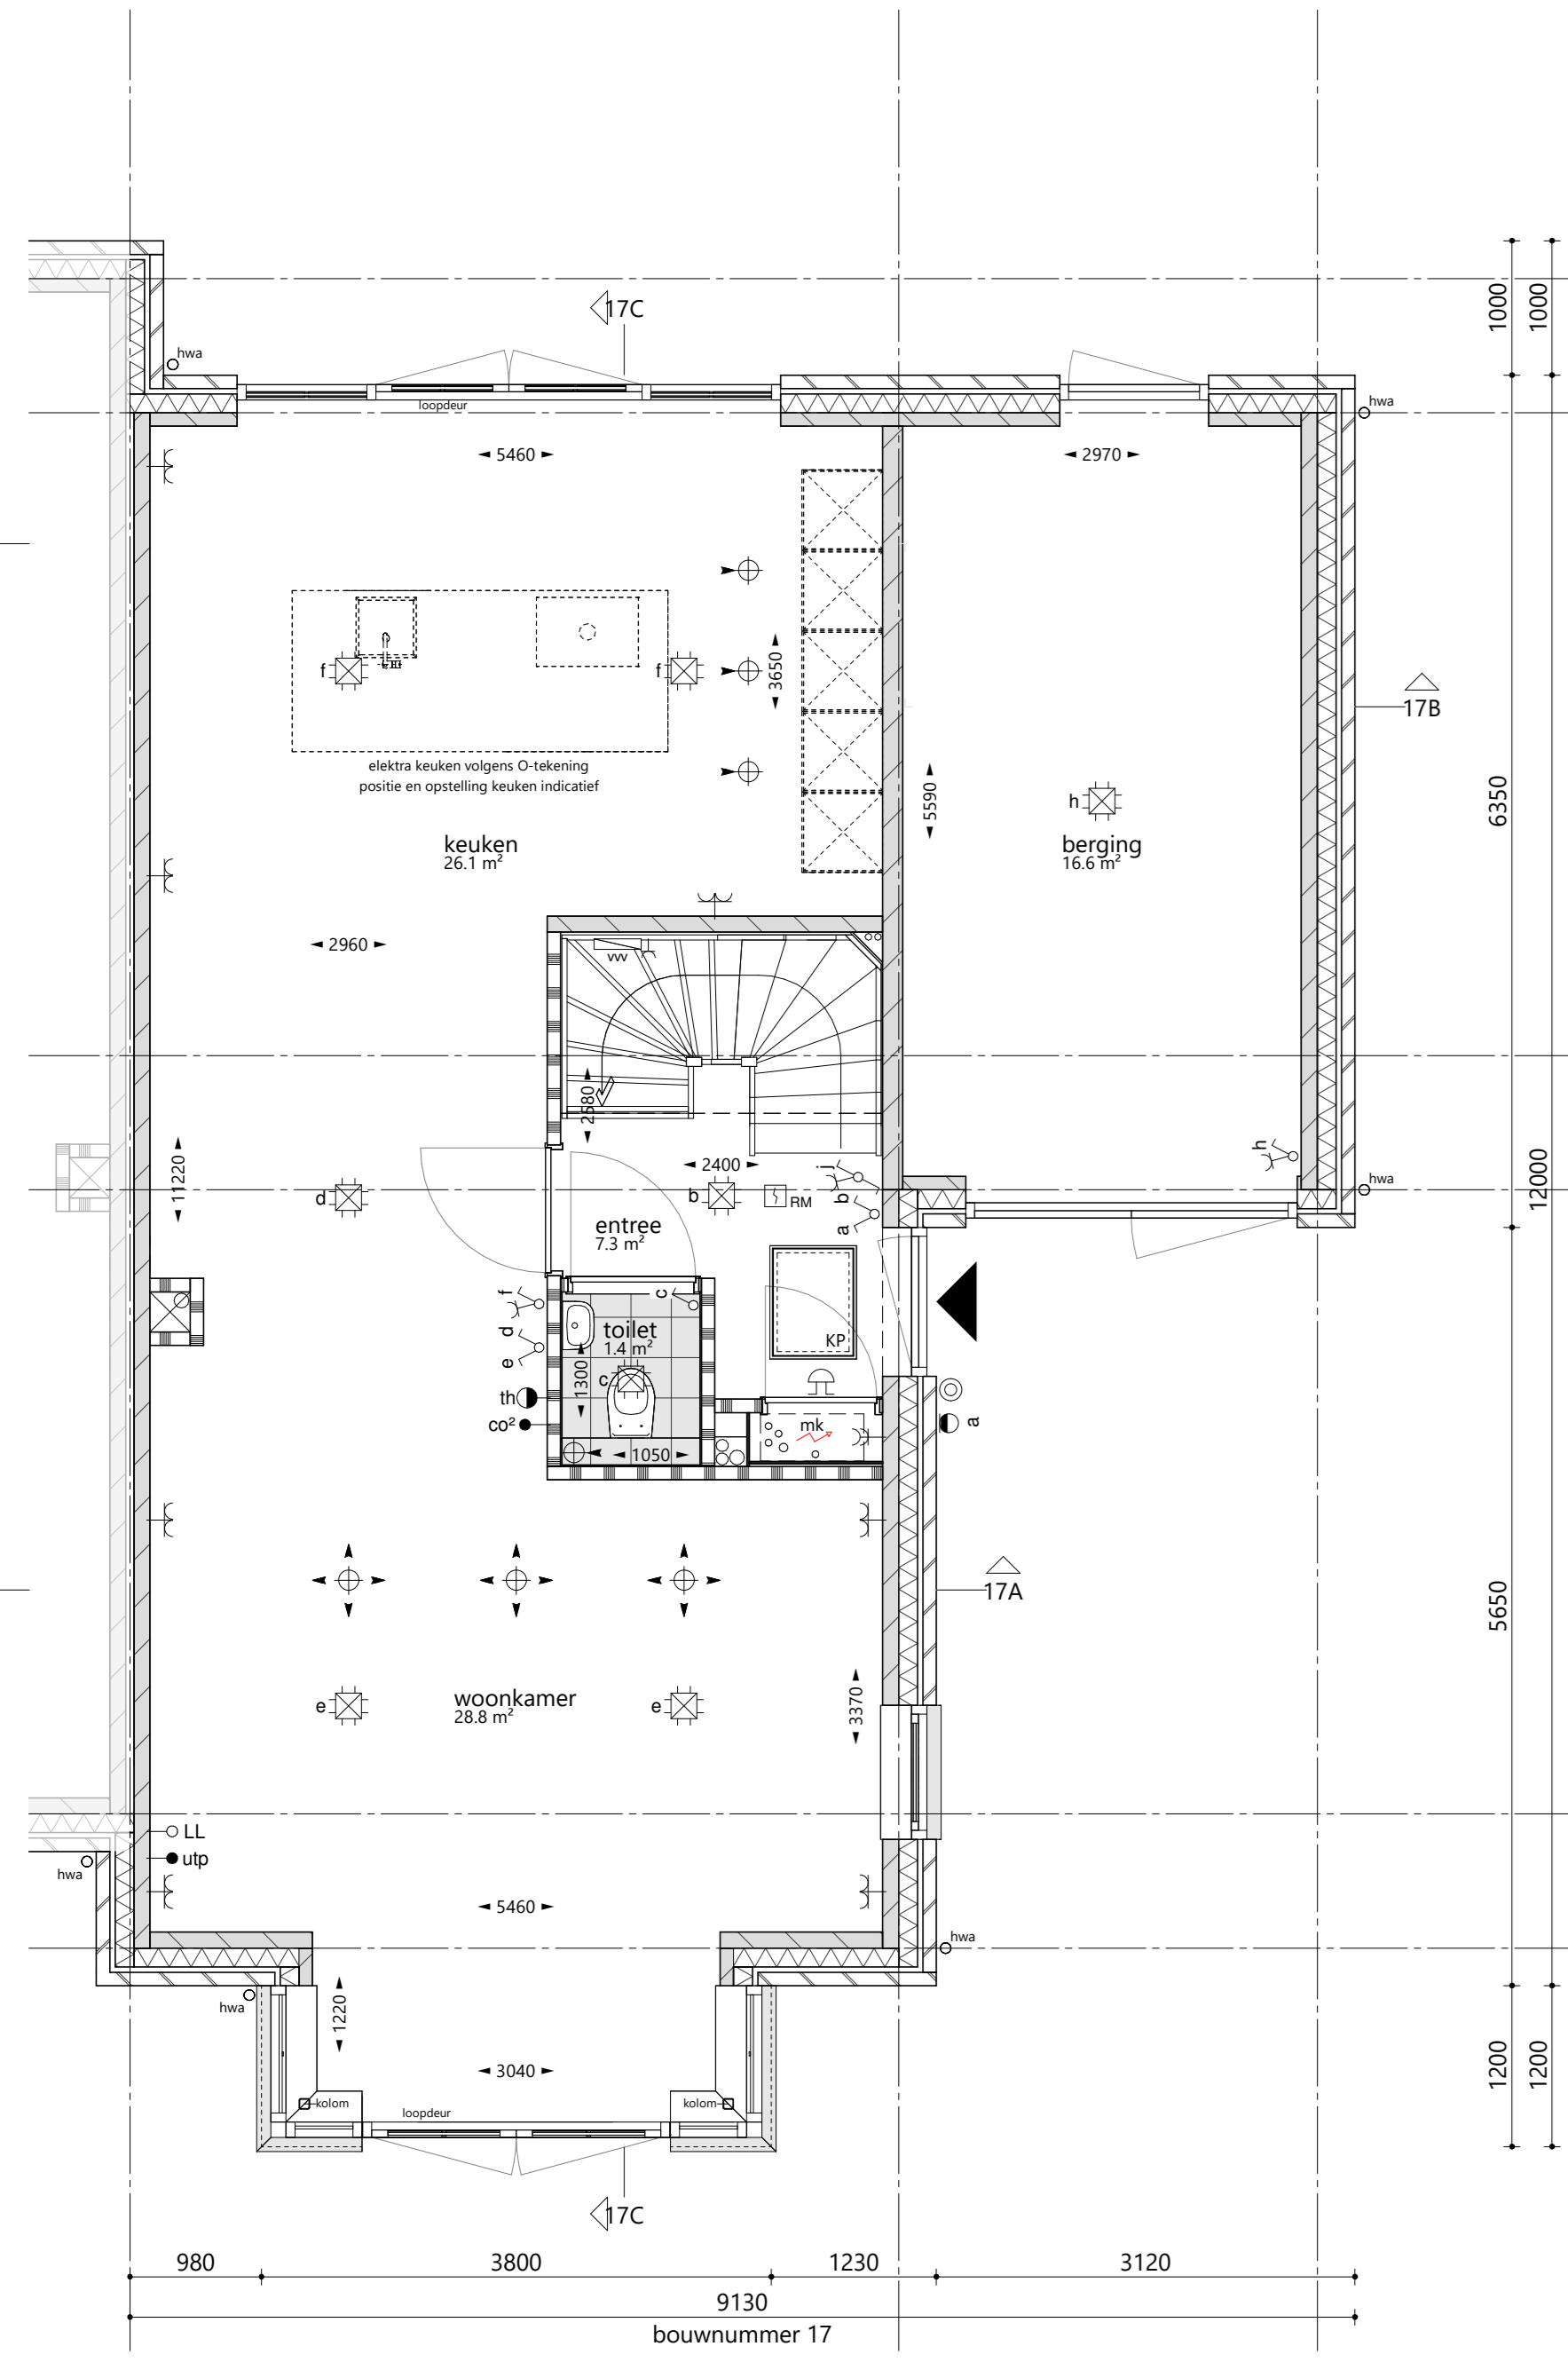 17C
1000
1000
hwa
loopdeur
hwa
5460
2970
f
f
3650
17B
elektra keuken volgens O-tekening
positie en opstelling keuken indicatief
5590
h
6350
keuken
26.1 m²
berging
16.6 m²
2960
vvv
2580
h
11220
2400
j
d
b
RM
b
hwa
12000
entree
7.3 m²
a
f
c
d
toilet
1.4 m²
KP
e
1300
c
th
co²
mk
a
1050
17A
5650
e
woonkamer
28.8 m²
e
3370
LL
utp
hwa
5460
hwa
hwa
1220
3040
1200
1200
kolom
kolom
loopdeur
17C
980
3800
1230
3120
9130
bouwnummer 17